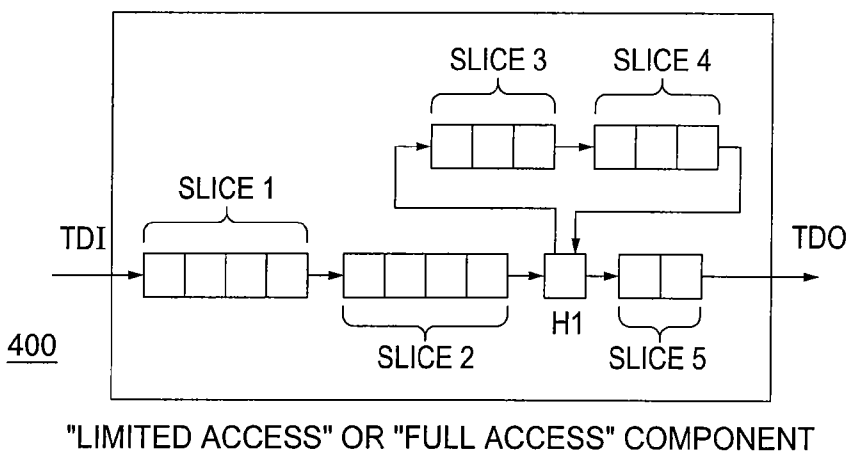 SLICE 3
SLICE 4
SLICE 1
TDI
TDO
H1
SLICE 2
SLICE 5
400
"LIMITED ACCESS" OR "FULL ACCESS" COMPONENT